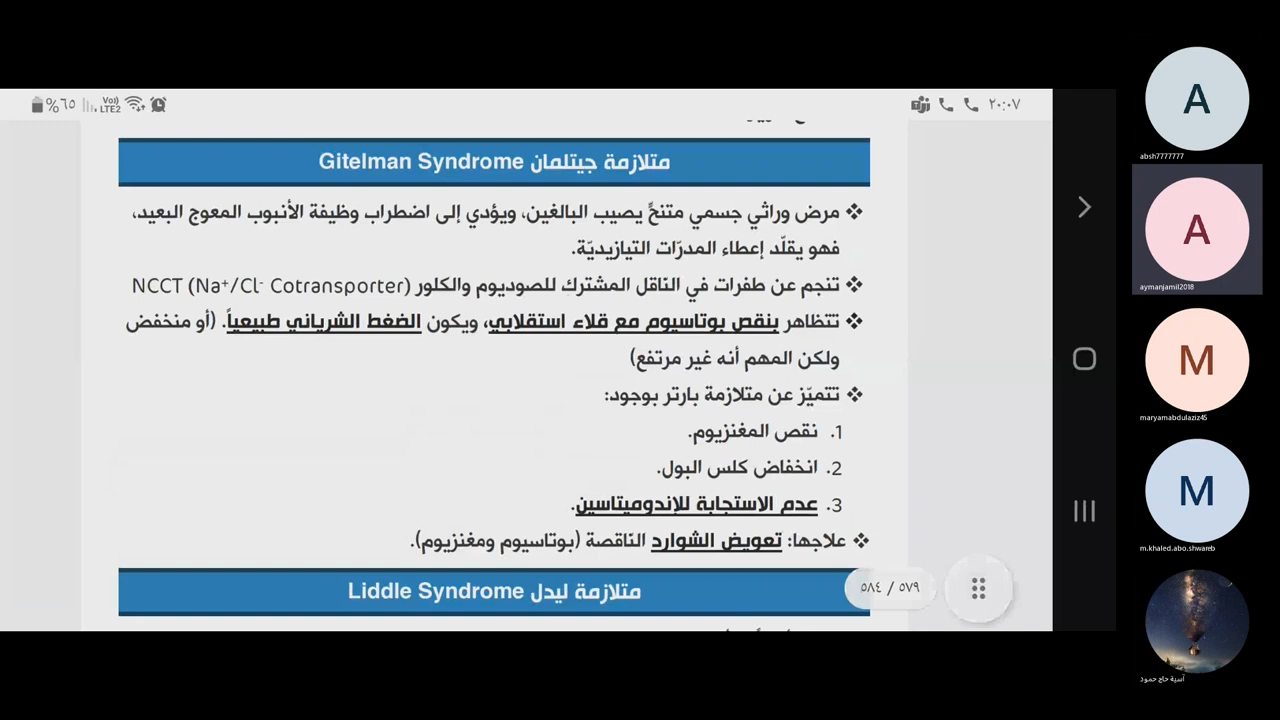 ٢٠:٠٧
%٦٥
Vo)) LTE2
متلازمة جيتلمان Gitelman Syndrome
❖ مرض وراثي جسمي متنحٍّ يصيب البالغين، ويؤدي إلى اضطراب وظيفة الأنبوب المعوج البعيد،
فهو يقلّد إعطاء المدرّات التيازيديّة.
❖ تنجم عن طفرات في الناقل المشترك للصوديوم والكلور NCCT (Na⁺/Cl⁻ Cotransporter)
❖ تتظاهر بنقص بوتاسيوم مع قلاء استقلابي، ويكون الضغط الشرياني طبيعياً. (أو منخفض
ولكن المهم أنه غير مرتفع)
❖ تتميّز عن متلازمة بارتر بوجود:
1. نقص المغنزيوم.
2. انخفاض كلس البول.
3. عدم الاستجابة للإندوميتاسين.
❖ علاجها: تعويض الشوارد الناقصة (بوتاسيوم ومغنزيوم).
متلازمة ليدل Liddle Syndrome
٥٧٩ / ٥٨٤
A
absh7777777
A
aymanjamil2018
M
maryamabdulaziz45
M
m.khaled.abo.shwareb
آسية حاج حمود